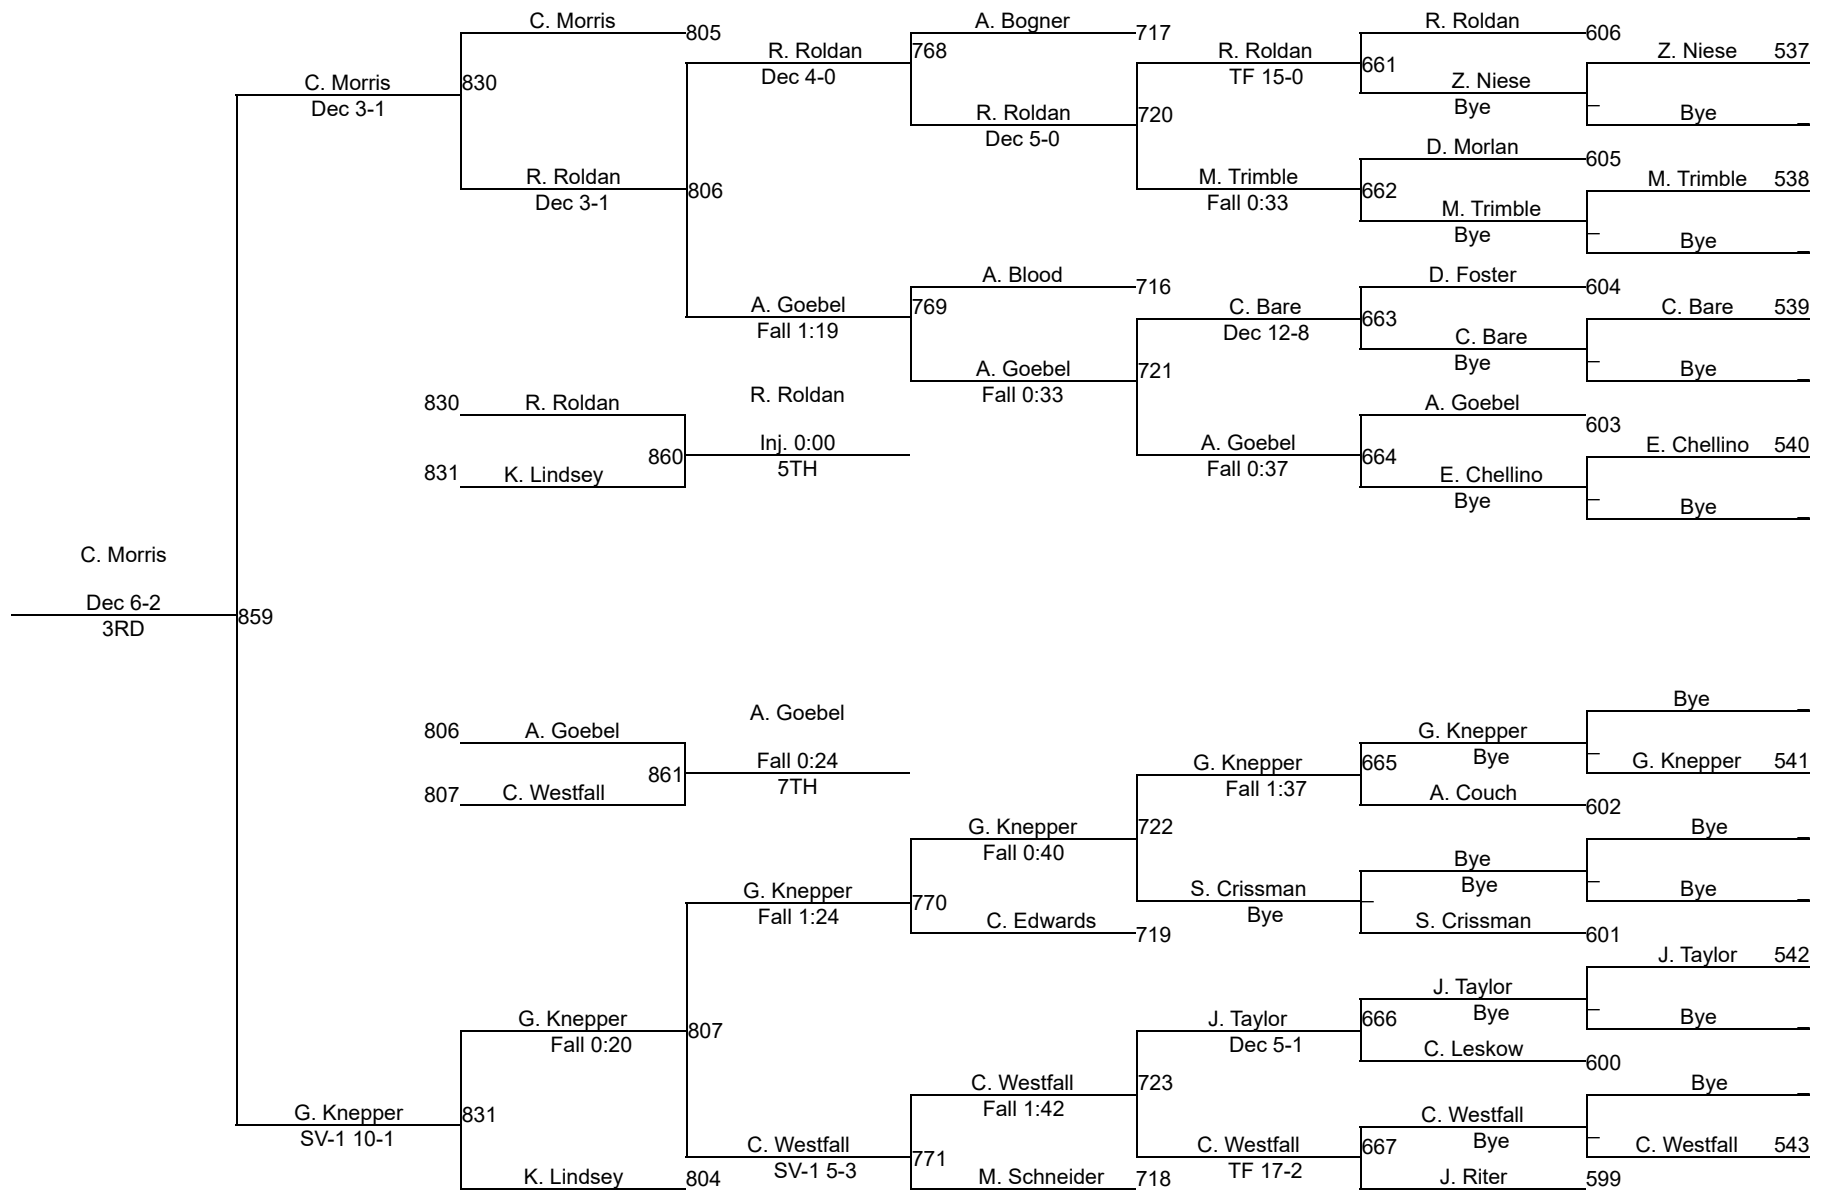 C. Morris
805
A. Bogner
717
R. Roldan
606
Z. Niese 537
R. Roldan
768
Dec 4-0
R. Roldan
TF 15-0
661
Z. Niese
Bye
Bye
C. Morris
830
Dec 3-1
R. Roldan
Dec 5-0
720
D. Morlan
605
M. Trimble 538
R. Roldan
Dec 3-1
806
M. Trimble
Fall 0:33
662
M. Trimble
Bye
Bye
A. Blood
716
D. Foster
604
A. Goebel
769
Fall 1:19
C. Bare
Dec 12-8
663
C. Bare 539
C. Bare
Bye
Bye
A. Goebel
Fall 0:33
721
R. Roldan
830 R. Roldan
A. Goebel
603
Inj. 0:00
860
5TH
831 K. Lindsey
A. Goebel
Fall 0:37
664
E. Chellino 540
E. Chellino
Bye
Bye
C. Morris
Dec 6-2
859
3RD
Bye
A. Goebel
806 A. Goebel
G. Knepper
Bye
Fall 0:24
861
7TH
G. Knepper
Fall 1:37
665
G. Knepper 541
807 C. Westfall
A. Couch
602
G. Knepper
Fall 0:40
722
Bye
Bye
Bye
Bye
G. Knepper
Fall 1:24
770
S. Crissman
Bye
C. Edwards
719
S. Crissman
601
J. Taylor 542
J. Taylor
Bye
Bye
G. Knepper
Fall 0:20
807
J. Taylor
Dec 5-1
666
C. Leskow
600
C. Westfall
Fall 1:42
723
Bye
G. Knepper
831
SV-1 10-1
C. Westfall
Bye
C. Westfall
SV-1 5-3
771
C. Westfall
TF 17-2
667
C. Westfall 543
K. Lindsey
804
M. Schneider
718
J. Riter
599